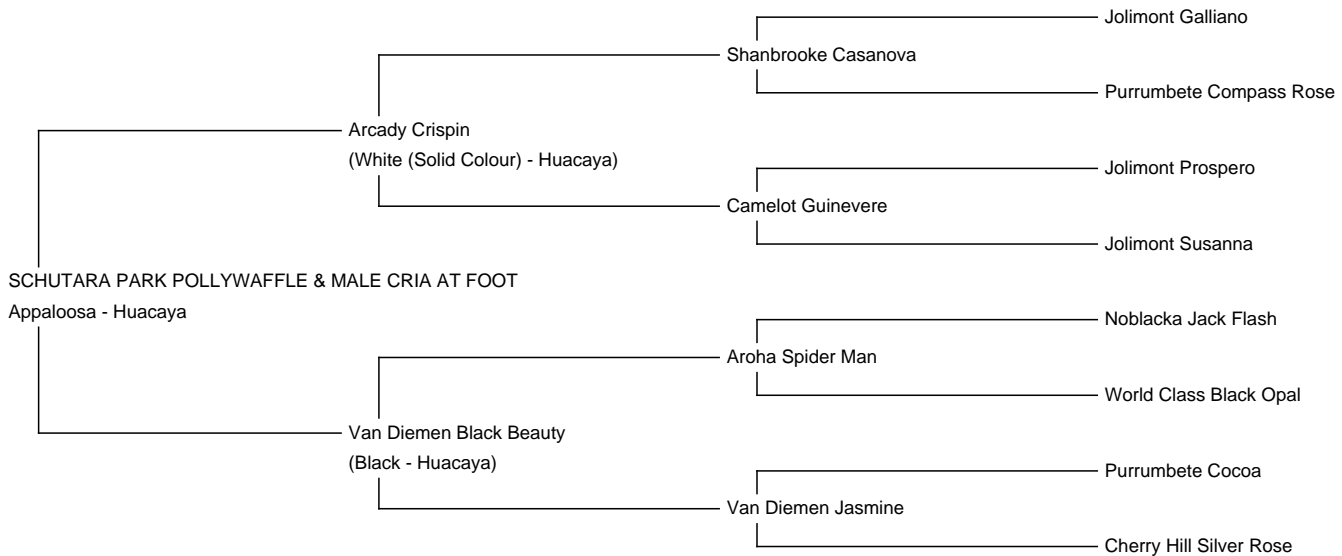 Jolimont Galliano
Shanbrooke Casanova
Purrumbete Compass Rose
Arcady Crispin
(White (Solid Colour) - Huacaya)
Jolimont Prospero
Camelot Guinevere
Jolimont Susanna
SCHUTARA PARK POLLYWAFFLE & MALE CRIA AT FOOT
Appaloosa - Huacaya
Noblacka Jack Flash
Aroha Spider Man
World Class Black Opal
Van Diemen Black Beauty
(Black - Huacaya)
Purrumbete Cocoa
Van Diemen Jasmine
Cherry Hill Silver Rose